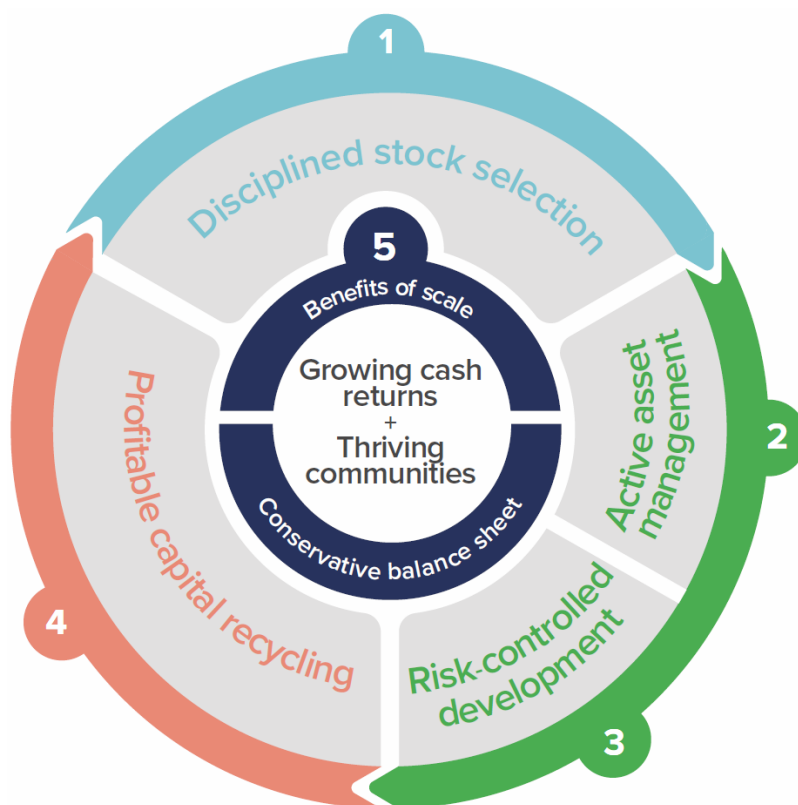 1
Disciplined stock selection
5
Benefits of scale
Growing cash
returns
+
Thriving
communities
Conservative balance sheet
2
Active asset
management
3
Risk-controlled
development
4
Profitable capital recycling